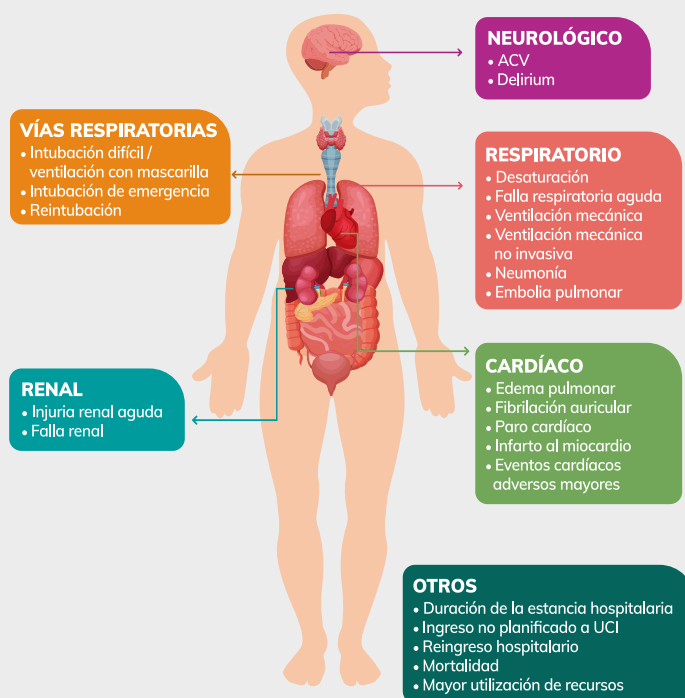 NEUROLÓGICO
• ACV
• Delirium
VÍAS RESPIRATORIAS
• Intubación difícil /
ventilación con mascarilla
• Intubación de emergencia
• Reintubación
RESPIRATORIO
• Desaturación
• Falla respiratoria aguda
• Ventilación mecánica
• Ventilación mecánica
no invasiva
• Neumonía
• Embolia pulmonar
RENAL
• Injuria renal aguda
• Falla renal
CARDÍACO
• Edema pulmonar
• Fibrilación auricular
• Paro cardíaco
• Infarto al miocardio
• Eventos cardíacos
adversos mayores
OTROS
• Duración de la estancia hospitalaria
• Ingreso no planificado a UCI
• Reingreso hospitalario
• Mortalidad
• Mayor utilización de recursos